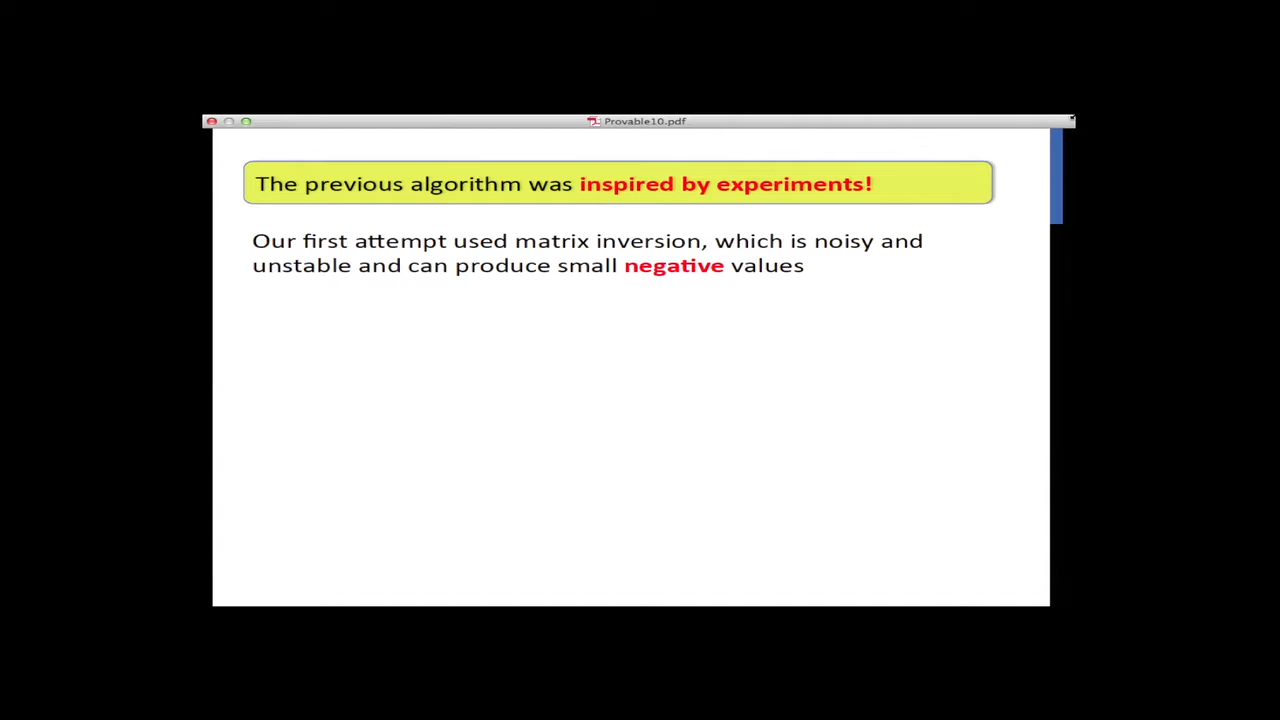 Provable10.pdf
The previous algorithm was inspired by experiments!
Our first attempt used matrix inversion, which is noisy and
unstable and can produce small negative values